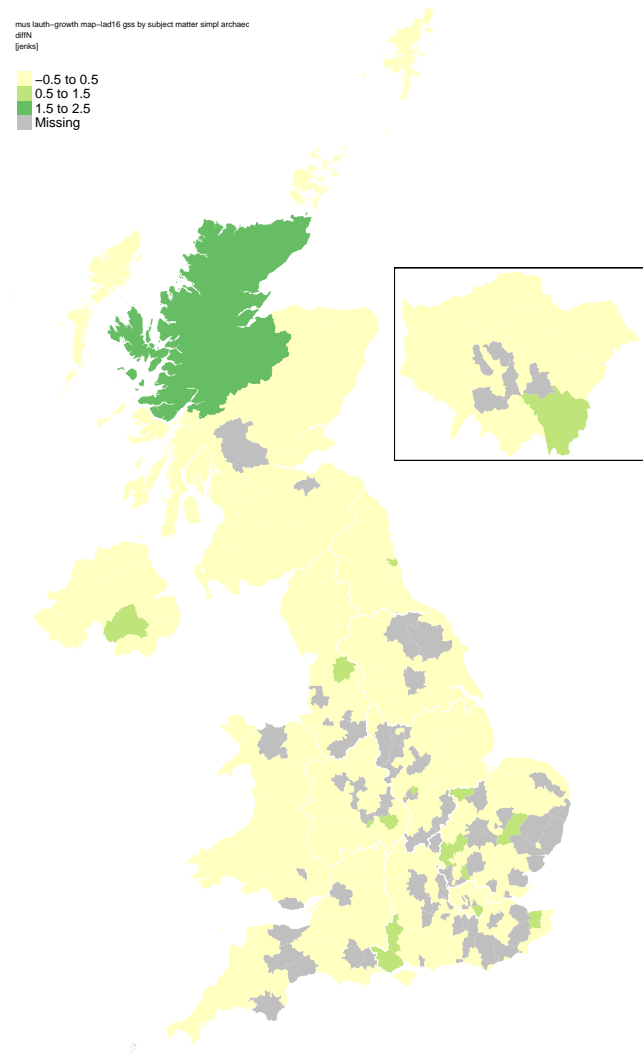 mus lauth−growth map−lad16 gss by subject matter simpl archaec
diffN
[jenks]
−0.5 to 0.5
0.5 to 1.5
1.5 to 2.5
Missing